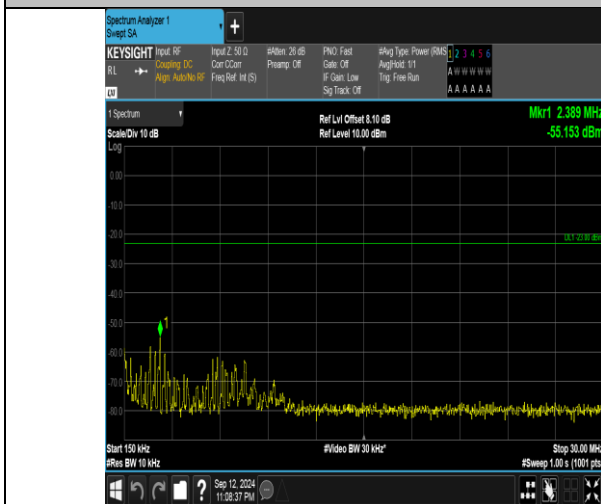 Spectrum Analyzer 1
Swept SA
+
KEYSIGHT
RL
Input: RF
Coupling: DC
Align: Auto/No RF
Input Z: 50 Ω
Corr CCorr
Freq Ref: Int (S)
#Atten: 26 dB
Preamp: Off
PNO: Fast
Gate: Off
IF Gain: Low
Sig Track: Off
#Avg Type: Power (RMS
Avg|Hold: 1/1
Trig: Free Run
1 2 3 4 5 6
A W W W W W
A A A A A A
1 Spectrum
Scale/Div 10 dB
Log
Ref Lvl Offset 8.10 dB
Ref Level 10.00 dBm
Mkr1 2.389 MHz
-55.153 dBm
0.00
-10.0
-20.0
-30.0
-40.0
-50.0
-60.0
-70.0
-80.0
DL1 -23.00 dBm
1
Start 150 kHz
#Res BW 10 kHz
#Video BW 30 kHz*
Stop 30.00 MHz
#Sweep 1.00 s (1001 pts
?
Sep 12, 2024
11:08:37 PM